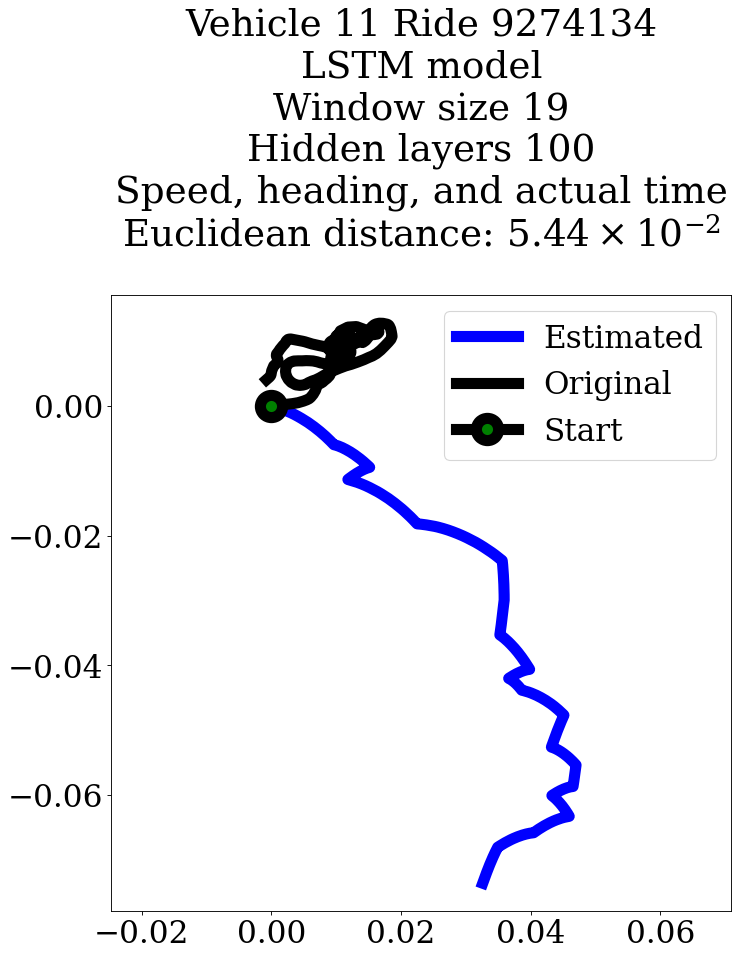 Vehicle 11 Ride 9274134
LSTM model
Window size 19
Hidden layers 100
Speed, heading, and actual time
Euclidean distance: 5.44 × 10⁻²
Estimated
Original
Start
0.00
−0.02
−0.04
−0.06
−0.02 0.00 0.02 0.04 0.06